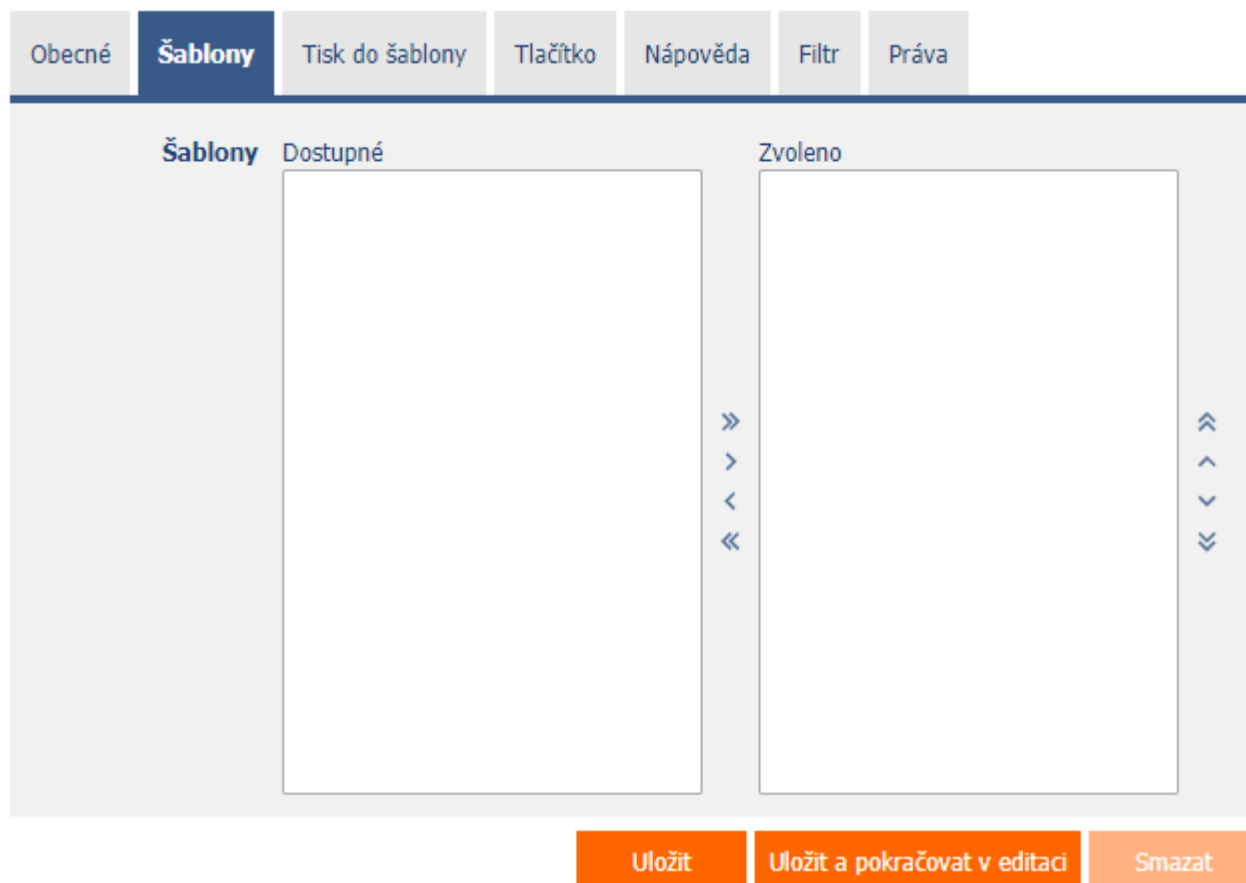 Obecné Šablony Tisk do šablony Tlačítko Nápověda Filtr Práva
Šablony Dostupné Zvoleno
Uložit Uložit a pokračovat v editaci Smazat